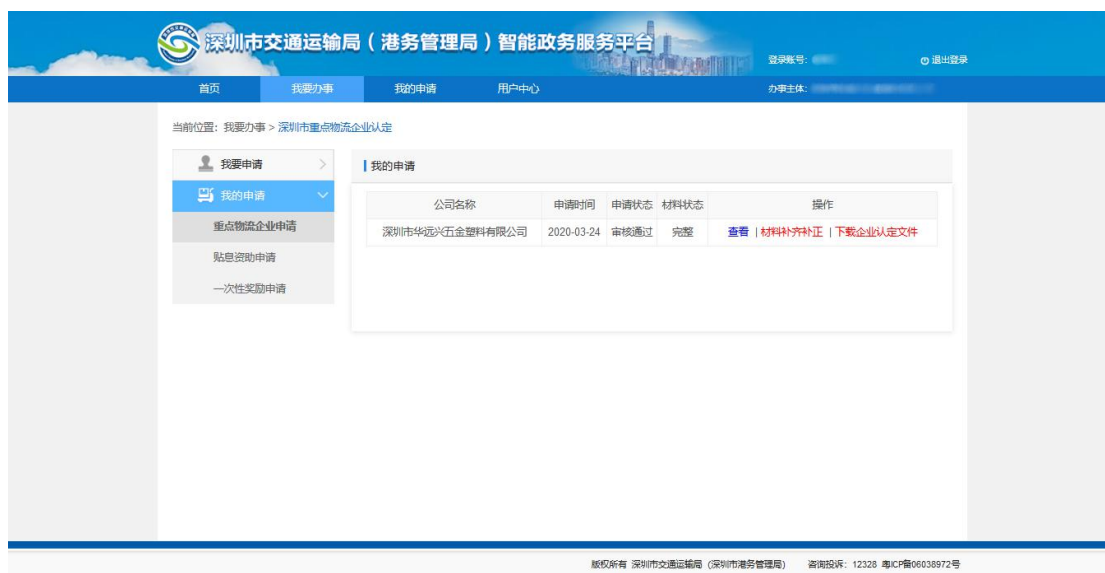 深圳市交通运输局（港务管理局）智能政务服务平台
登录账号：
退出登录
首页 我要办事 我的申请 用户中心 办事主体：
当前位置：我要办事 > 深圳市重点物流企业认定
我要申请
我的申请
重点物流企业申请
贴息资助申请
一次性奖励申请
我的申请
公司名称 申请时间 申请状态 材料状态 操作
深圳市华远兴五金塑料有限公司 2020-03-24 审核通过 完整 查看 | 材料补齐补正 | 下载企业认定文件
版权所有 深圳市交通运输局（深圳市港务管理局） 咨询投诉：12328 粤ICP备06038972号